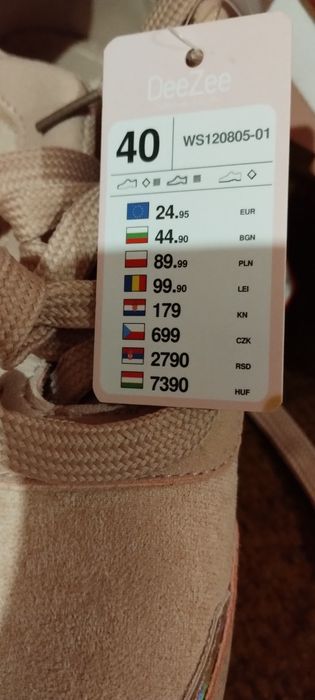 DeeZee
40 WS120805-01
24.95 EUR
44.90 BGN
89.99 PLN
99.90 LEI
179 KN
699 CZK
2790 RSD
7390 HUF